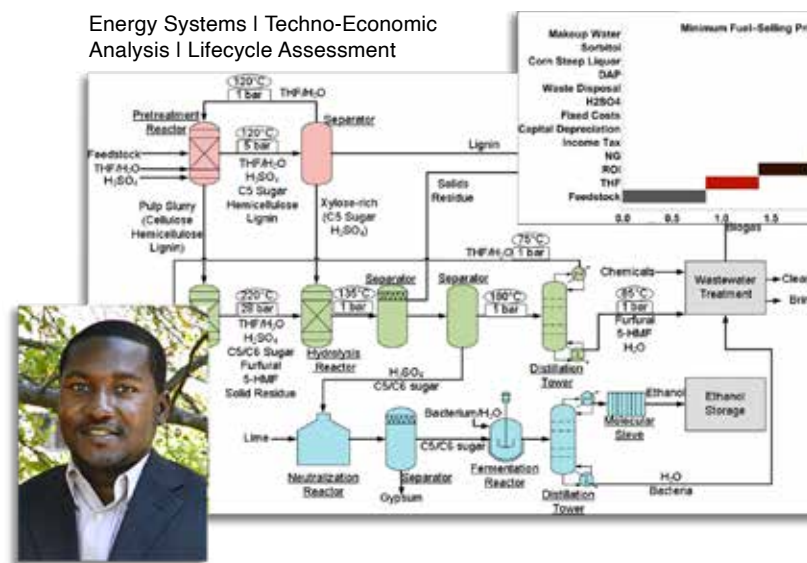 Energy Systems | Techno-Economic
Analysis | Lifecycle Assessment
Makeup Water
Sorbitol
Corn Steep Liquor
DAP
Waste Disposal
H2SO4
Fixed Costs
Capital Depreciation
Income Tax
NG
ROI
THF
Feedstock
Minimum Fuel-Selling Pr
0.0 1.0 1.5
120°C
1 bar
THF/H₂O
Pretreatment
Reactor
Separator
Feedstock
THF/H₂O
H₂SO₄
120°C
5 bar
THF/H₂O
H₂SO₄
C5 Sugar
Hemicellulose
Lignin
Lignin
Solids
Residue
Pulp Slurry
(Cellulose
Hemicellulose
Lignin)
Xylose-rich
(C5 Sugar
H₂SO₄)
75°C
THF/H₂O 1 bar
Biogas
Chemicals
Wastewater
Treatment
Clear
Brin
220°C
28 bar
THF/H₂O
H₂SO₄
C5/C6 Sugar
Furfural
5-HMF
Solid Residue
135°C
1 bar
Hydrolysis
Reactor
Separator
Separator
180°C
1 bar
Distillation
Tower
85°C
1 bar
Furfural
5-HMF
H₂O
H₂SO₄
C5/C6 sugar
Lime
Neutralization
Reactor
Separator
Gypsum
Bacterium/H₂O
C5/C6 sugar
Fermentation
Reactor
Distillation
Tower
Ethanol
Molecular
Sieve
Ethanol
Storage
H₂O
Bacteria